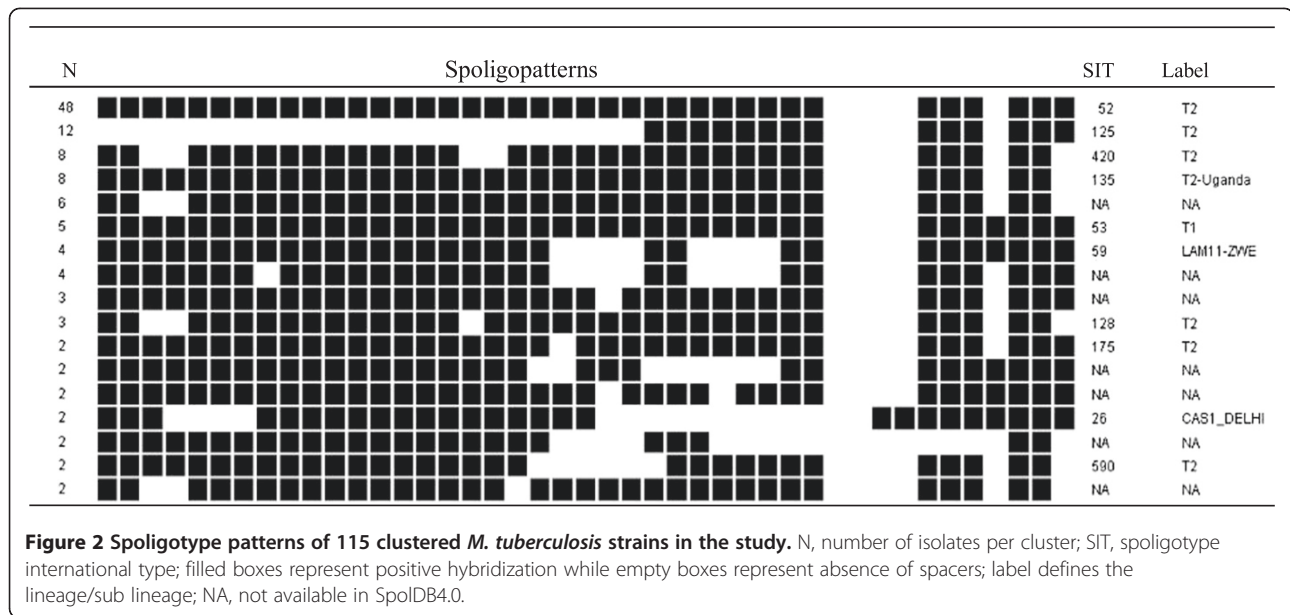 N Spoligopatterns SIT Label
48 52 T2
12 125 T2
8 420 T2
8 135 T2-Uganda
6 NA NA
5 53 T1
4 59 LAM11-ZWE
4 NA NA
3 NA NA
3 128 T2
2 175 T2
2 NA NA
2 NA NA
2 26 CAS1_DELHI
2 NA NA
2 590 T2
2 NA NA
Figure 2 Spoligotype patterns of 115 clustered M. tuberculosis strains in the study. N, number of isolates per cluster; SIT, spoligotype
international type; filled boxes represent positive hybridization while empty boxes represent absence of spacers; label defines the
lineage/sub lineage; NA, not available in SpolDB4.0.